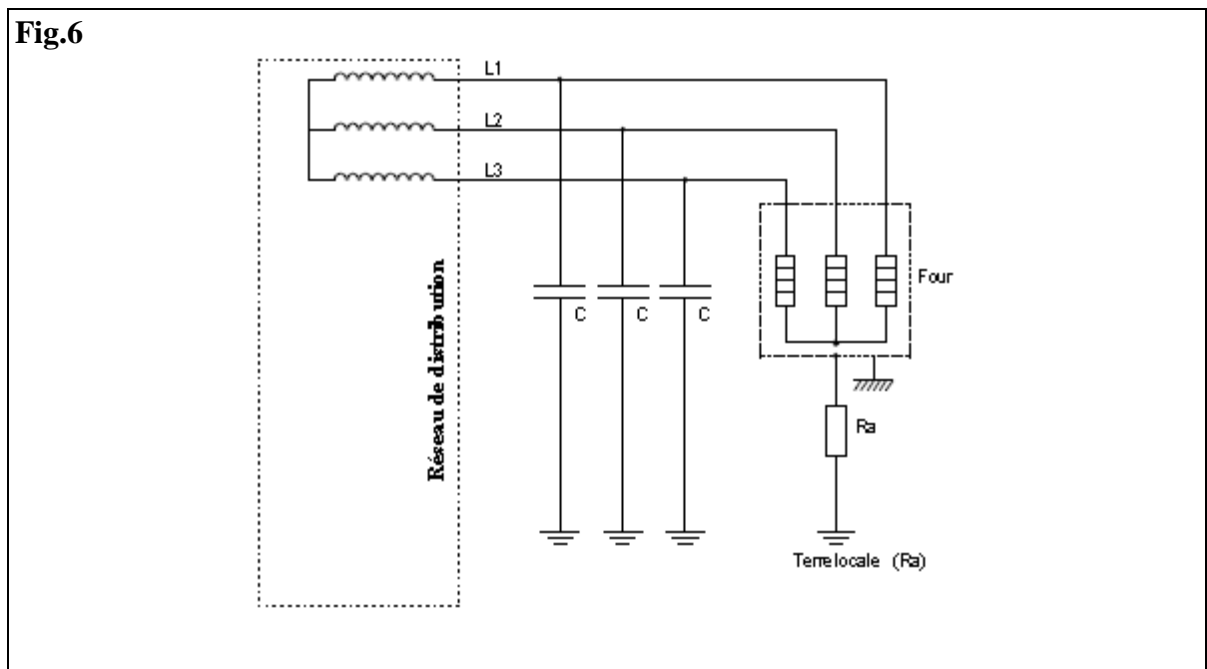 Fig.6
L1
L2
L3
Réseau de distribution
C C C
Four
Ra
Terre locale (Ra)